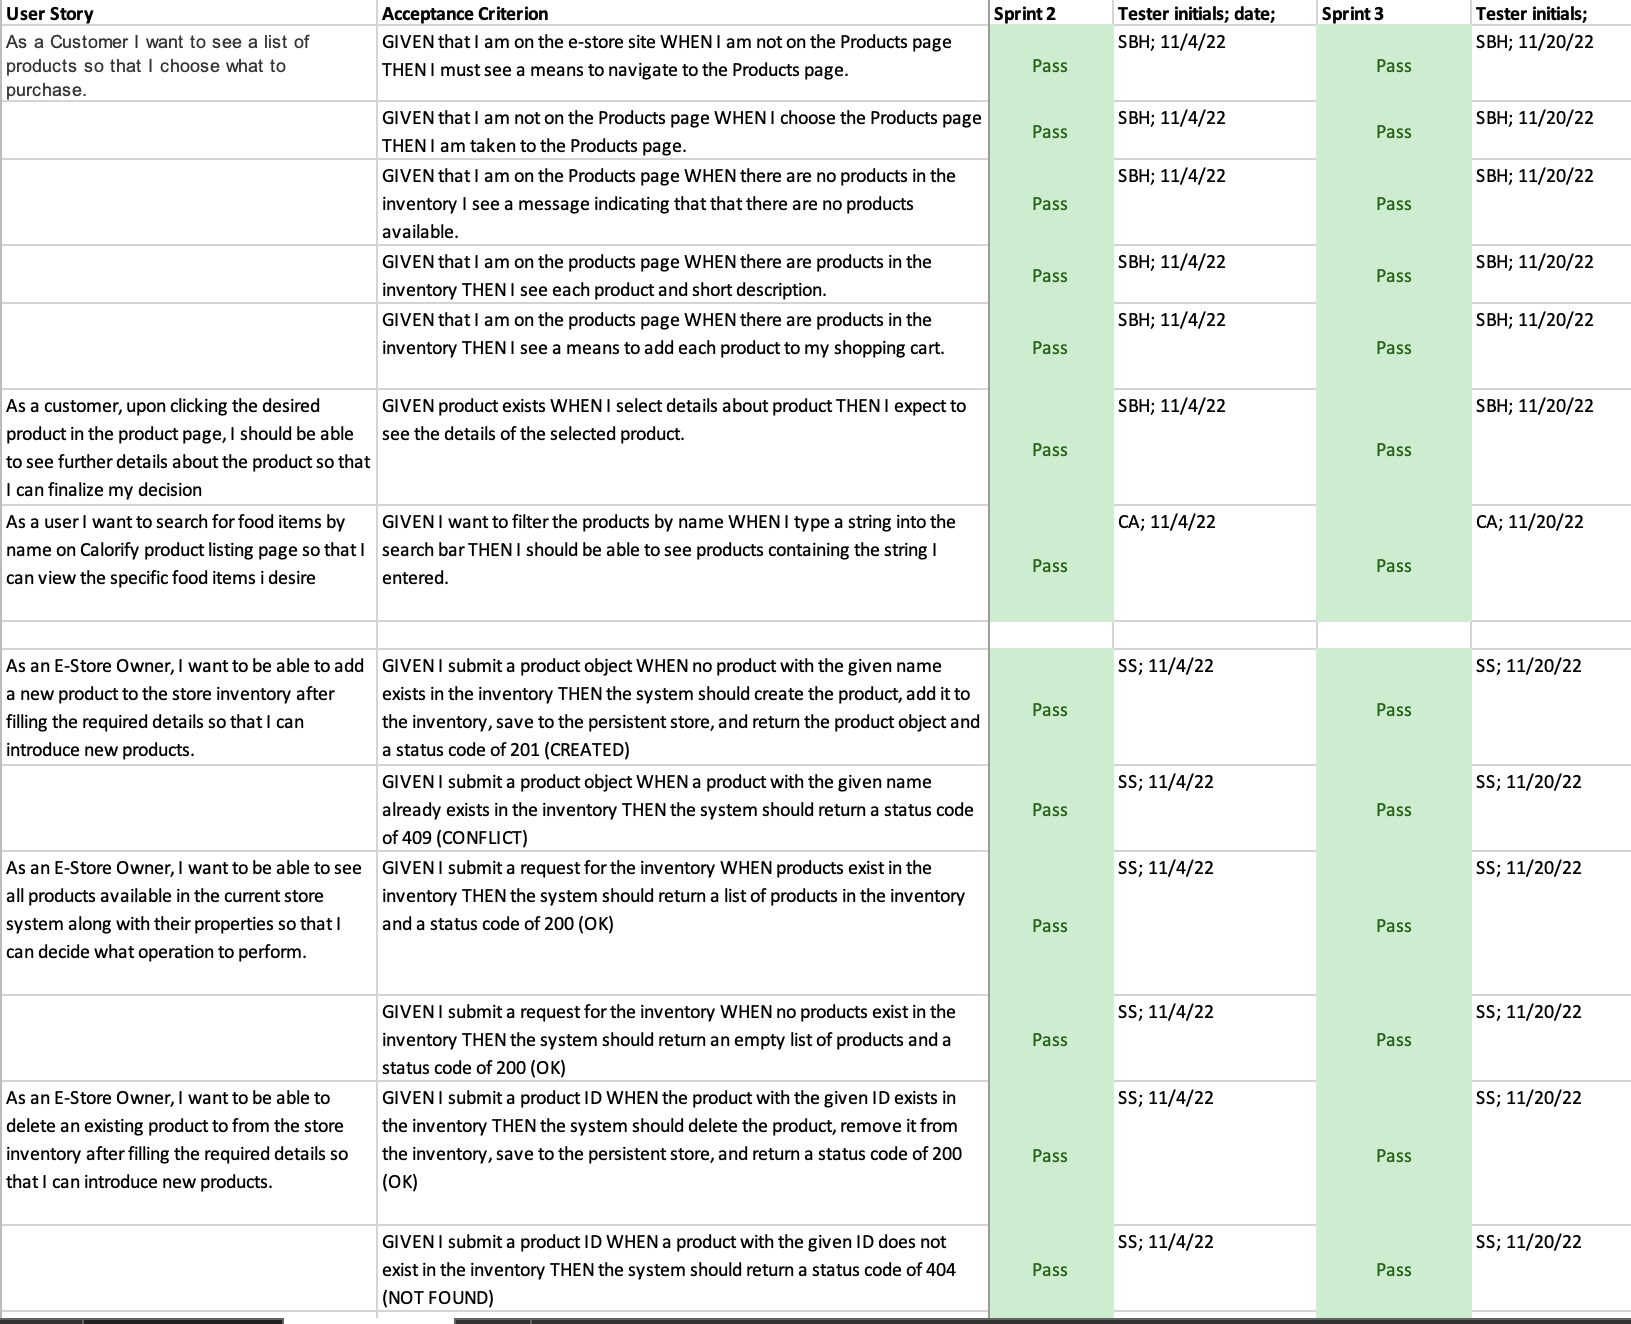 User Story Acceptance Criterion Sprint 2 Tester initials; date; Sprint 3 Tester initials;
As a Customer I want to see a list of
products so that I choose what to
purchase.
GIVEN that I am on the e-store site WHEN I am not on the Products page
THEN I must see a means to navigate to the Products page.
Pass
SBH; 11/4/22
Pass
SBH; 11/20/22
GIVEN that I am not on the Products page WHEN I choose the Products page
THEN I am taken to the Products page.
Pass
SBH; 11/4/22
Pass
SBH; 11/20/22
GIVEN that I am on the Products page WHEN there are no products in the
inventory I see a message indicating that that there are no products
available.
Pass
SBH; 11/4/22
Pass
SBH; 11/20/22
GIVEN that I am on the products page WHEN there are products in the
inventory THEN I see each product and short description.
Pass
SBH; 11/4/22
Pass
SBH; 11/20/22
GIVEN that I am on the products page WHEN there are products in the
inventory THEN I see a means to add each product to my shopping cart.
Pass
SBH; 11/4/22
Pass
SBH; 11/20/22
As a customer, upon clicking the desired
product in the product page, I should be able
to see further details about the product so that
I can finalize my decision
GIVEN product exists WHEN I select details about product THEN I expect to
see the details of the selected product.
Pass
SBH; 11/4/22
Pass
SBH; 11/20/22
As a user I want to search for food items by
name on Calorify product listing page so that I
can view the specific food items i desire
GIVEN I want to filter the products by name WHEN I type a string into the
search bar THEN I should be able to see products containing the string I
entered.
Pass
CA; 11/4/22
Pass
CA; 11/20/22
As an E-Store Owner, I want to be able to add
a new product to the store inventory after
filling the required details so that I can
introduce new products.
GIVEN I submit a product object WHEN no product with the given name
exists in the inventory THEN the system should create the product, add it to
the inventory, save to the persistent store, and return the product object and
a status code of 201 (CREATED)
Pass
SS; 11/4/22
Pass
SS; 11/20/22
GIVEN I submit a product object WHEN a product with the given name
already exists in the inventory THEN the system should return a status code
of 409 (CONFLICT)
Pass
SS; 11/4/22
Pass
SS; 11/20/22
As an E-Store Owner, I want to be able to see
all products available in the current store
system along with their properties so that I
can decide what operation to perform.
GIVEN I submit a request for the inventory WHEN products exist in the
inventory THEN the system should return a list of products in the inventory
and a status code of 200 (OK)
Pass
SS; 11/4/22
Pass
SS; 11/20/22
GIVEN I submit a request for the inventory WHEN no products exist in the
inventory THEN the system should return an empty list of products and a
status code of 200 (OK)
Pass
SS; 11/4/22
Pass
SS; 11/20/22
As an E-Store Owner, I want to be able to
delete an existing product to from the store
inventory after filling the required details so
that I can introduce new products.
GIVEN I submit a product ID WHEN the product with the given ID exists in
the inventory THEN the system should delete the product, remove it from
the inventory, save to the persistent store, and return a status code of 200
(OK)
Pass
SS; 11/4/22
Pass
SS; 11/20/22
GIVEN I submit a product ID WHEN a product with the given ID does not
exist in the inventory THEN the system should return a status code of 404
(NOT FOUND)
Pass
SS; 11/4/22
Pass
SS; 11/20/22